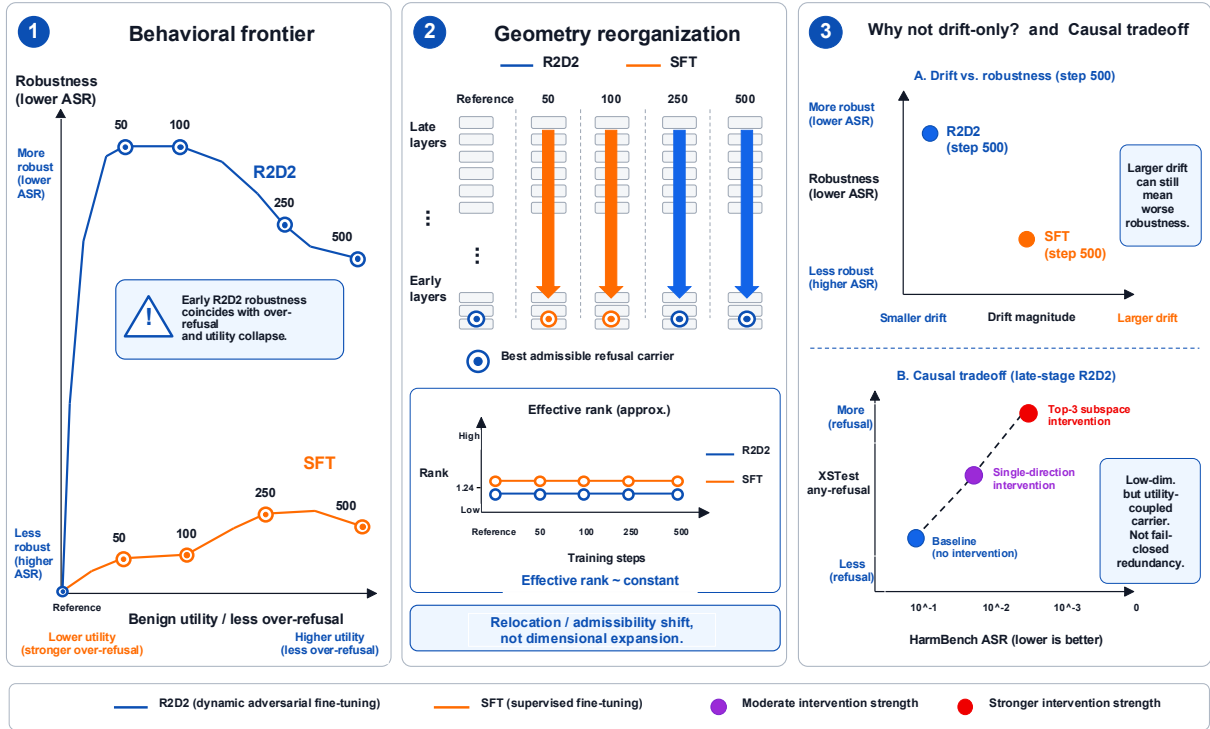 1
Behavioral frontier
Robustness
(lower ASR)
50
100
More
robust
(lower
ASR)
R2D2
250
500
!
Early R2D2 robustness
coincides with over-
refusal
and utility collapse.
SFT
250
500
50
100
Less
robust
(higher
ASR)
Reference
Benign utility / less over-refusal
Lower utility
(stronger over-refusal)
Higher utility
(less over-refusal)
2
Geometry reorganization
R2D2
SFT
Reference
50
100
250
500
Late
layers
Early
layers
Best admissible refusal carrier
Effective rank (approx.)
High
Rank
1.24
Low
R2D2
SFT
Reference
50
100
230
500
Training steps
Effective rank ~ constant
Relocation / admissibility shift,
not dimensional expansion.
3
Why not drift-only? and Causal tradeoff
A. Drift vs. robustness (step 500)
More robust
(lower ASR)
R2D2
(step 500)
Robustness
(lower ASR)
Larger drift
can still
mean
worse
robustness.
SFT
(step 500)
Less robust
(higher ASR)
Smaller drift
Drift magnitude
Larger drift
B. Causal tradeoff (late-stage R2D2)
More
(refusal)
Top-3 subspace
intervention
XSTest
any-refusal
Single-direction
intervention
Low-dim.
but utility-
coupled
carrier.
Not fail-
closed
redundancy.
Baseline
(no intervention)
Less
(refusal)
10^-1
10^-2
10^-3
0
HarmBench ASR (lower is better)
R2D2 (dynamic adversarial fine-tuning)
SFT (supervised fine-tuning)
Moderate intervention strength
Stronger intervention strength